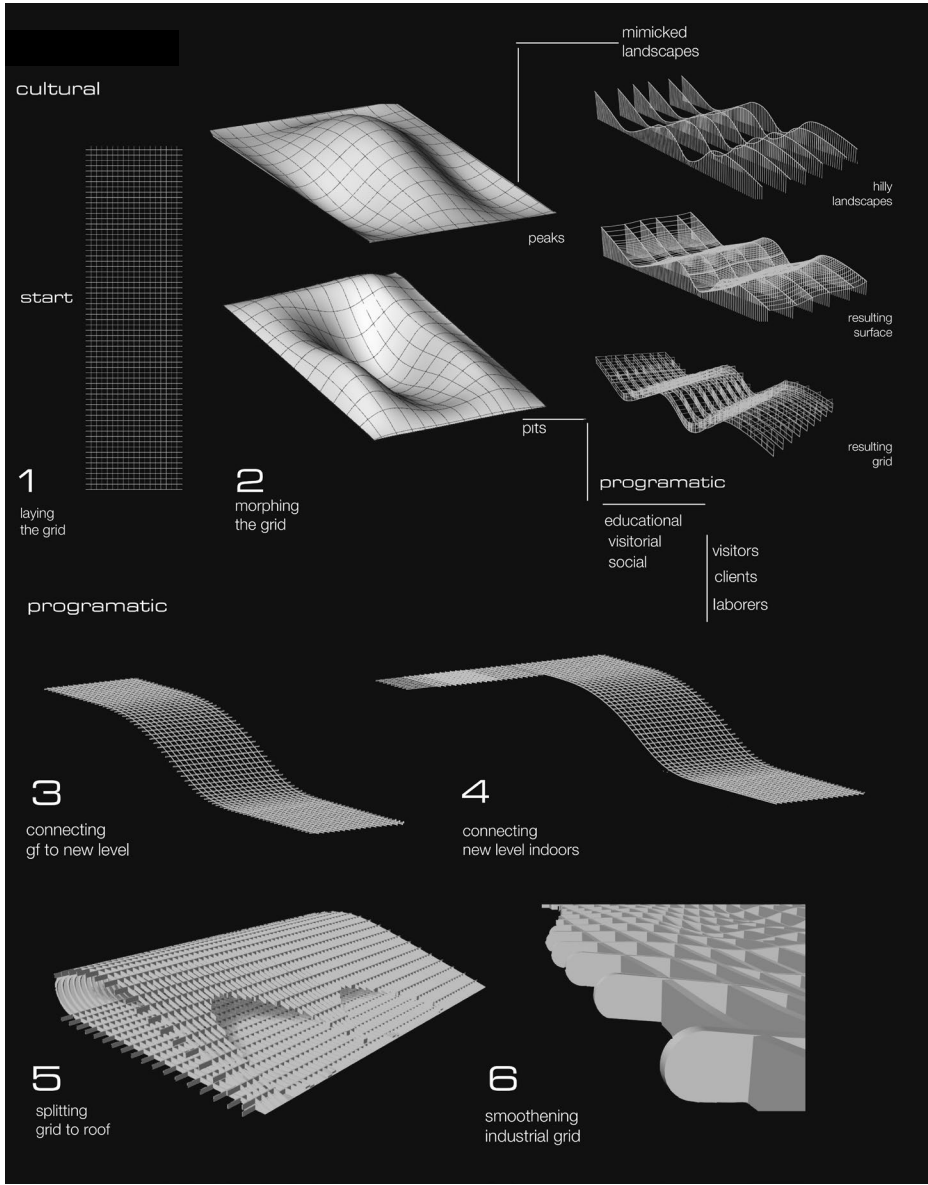 cultural
start
1
laying
the grid
2
morphing
the grid
mimicked
landscapes
peaks
pits
hilly
landscapes
resulting
surface
resulting
grid
programatic
educational
visitorial
social
visitors
clients
laborers
programatic
3
connecting
gf to new level
4
connecting
new level indoors
5
splitting
grid to roof
6
smoothening
industrial grid